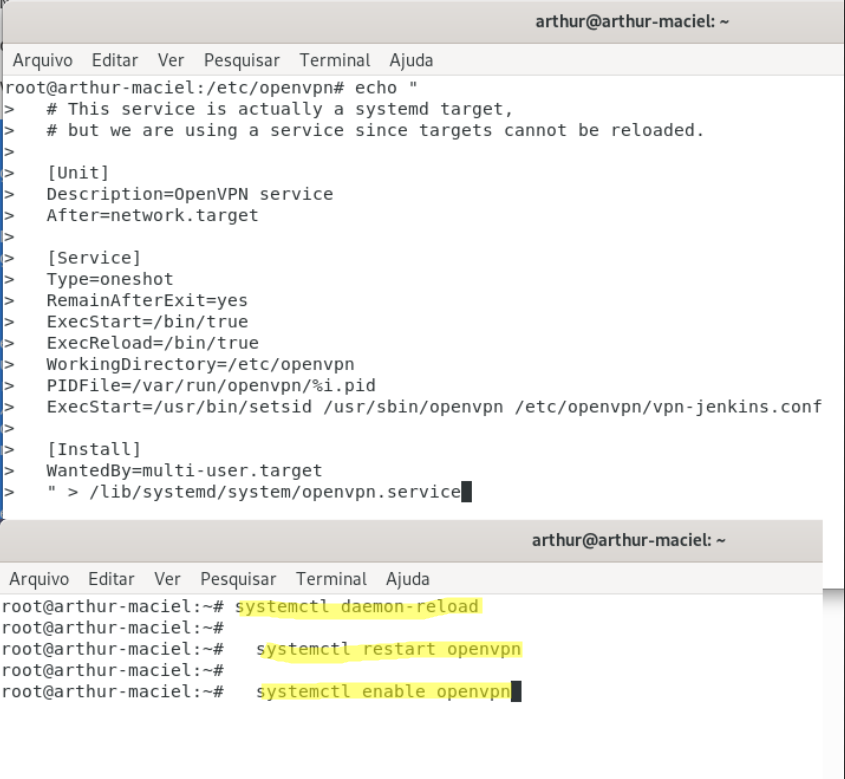 arthur@arthur-maciel: ~
Arquivo Editar Ver Pesquisar Terminal Ajuda
root@arthur-maciel:/etc/openvpn# echo "
>   # This service is actually a systemd target,
>   # but we are using a service since targets cannot be reloaded.
>
>   [Unit]
>   Description=OpenVPN service
>   After=network.target
>
>   [Service]
>   Type=oneshot
>   RemainAfterExit=yes
>   ExecStart=/bin/true
>   ExecReload=/bin/true
>   WorkingDirectory=/etc/openvpn
>   PIDFile=/var/run/openvpn/%i.pid
>   ExecStart=/usr/bin/setsid /usr/sbin/openvpn /etc/openvpn/vpn-jenkins.conf
>
>   [Install]
>   WantedBy=multi-user.target
>   " > /lib/systemd/system/openvpn.service
arthur@arthur-maciel: ~
Arquivo Editar Ver Pesquisar Terminal Ajuda
root@arthur-maciel:~# systemctl daemon-reload
root@arthur-maciel:~#
root@arthur-maciel:~#   systemctl restart openvpn
root@arthur-maciel:~#
root@arthur-maciel:~#   systemctl enable openvpn